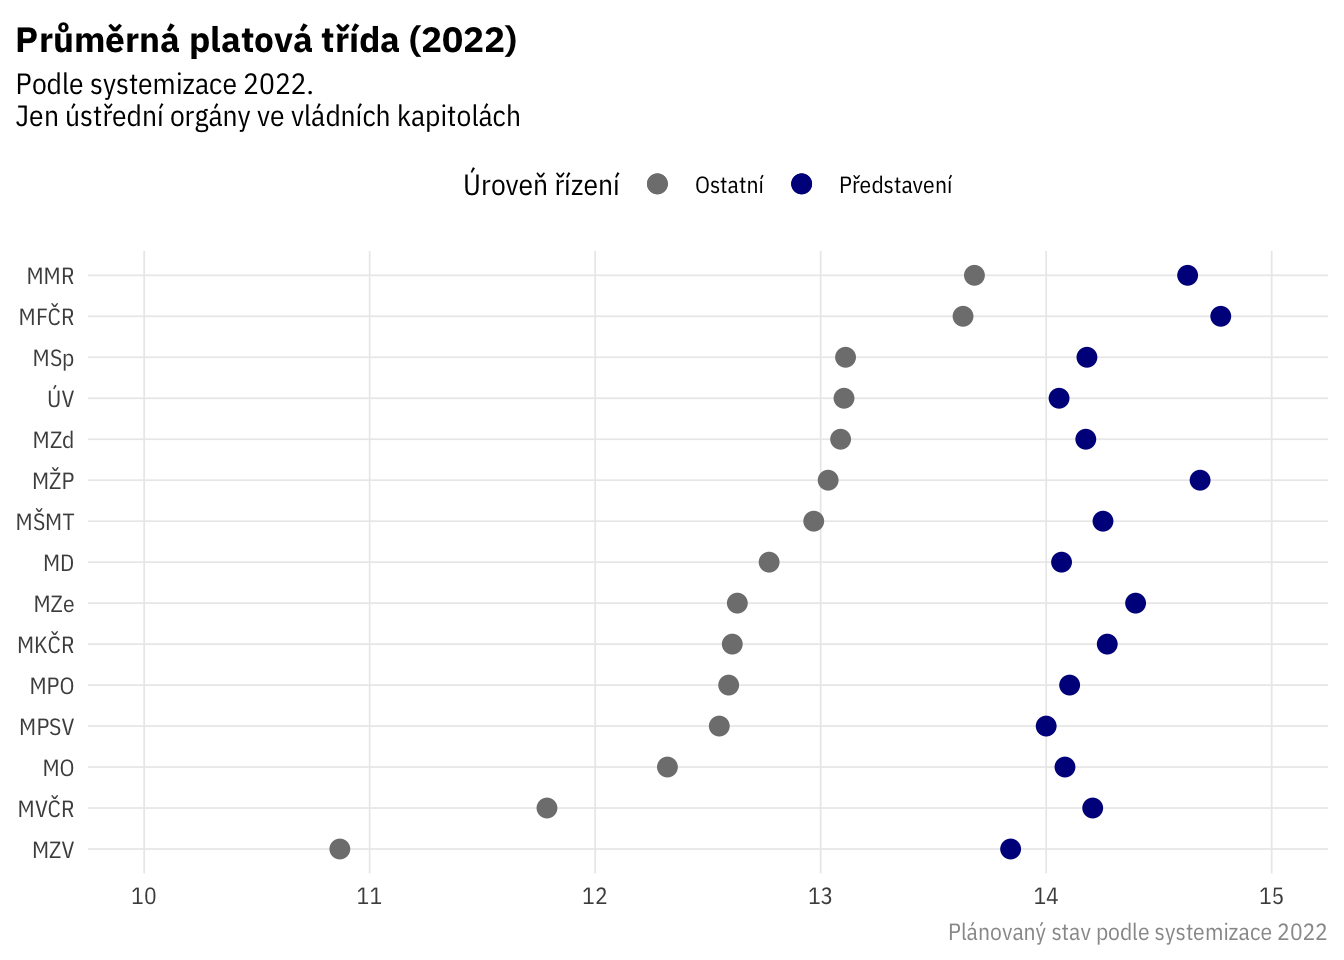 Průměrná platová třída (2022)
Podle systemizace 2022.
Jen ústřední orgány ve vládních kapitolách
Úroveň řízení Ostatní Představení
MMR
MFČR
MSp
ÚV
MZd
MŽP
MŠMT
MD
MZe
MKČR
MPO
MPSV
MO
MVČR
MZV
10 11 12 13 14 15
Plánovaný stav podle systemizace 2022